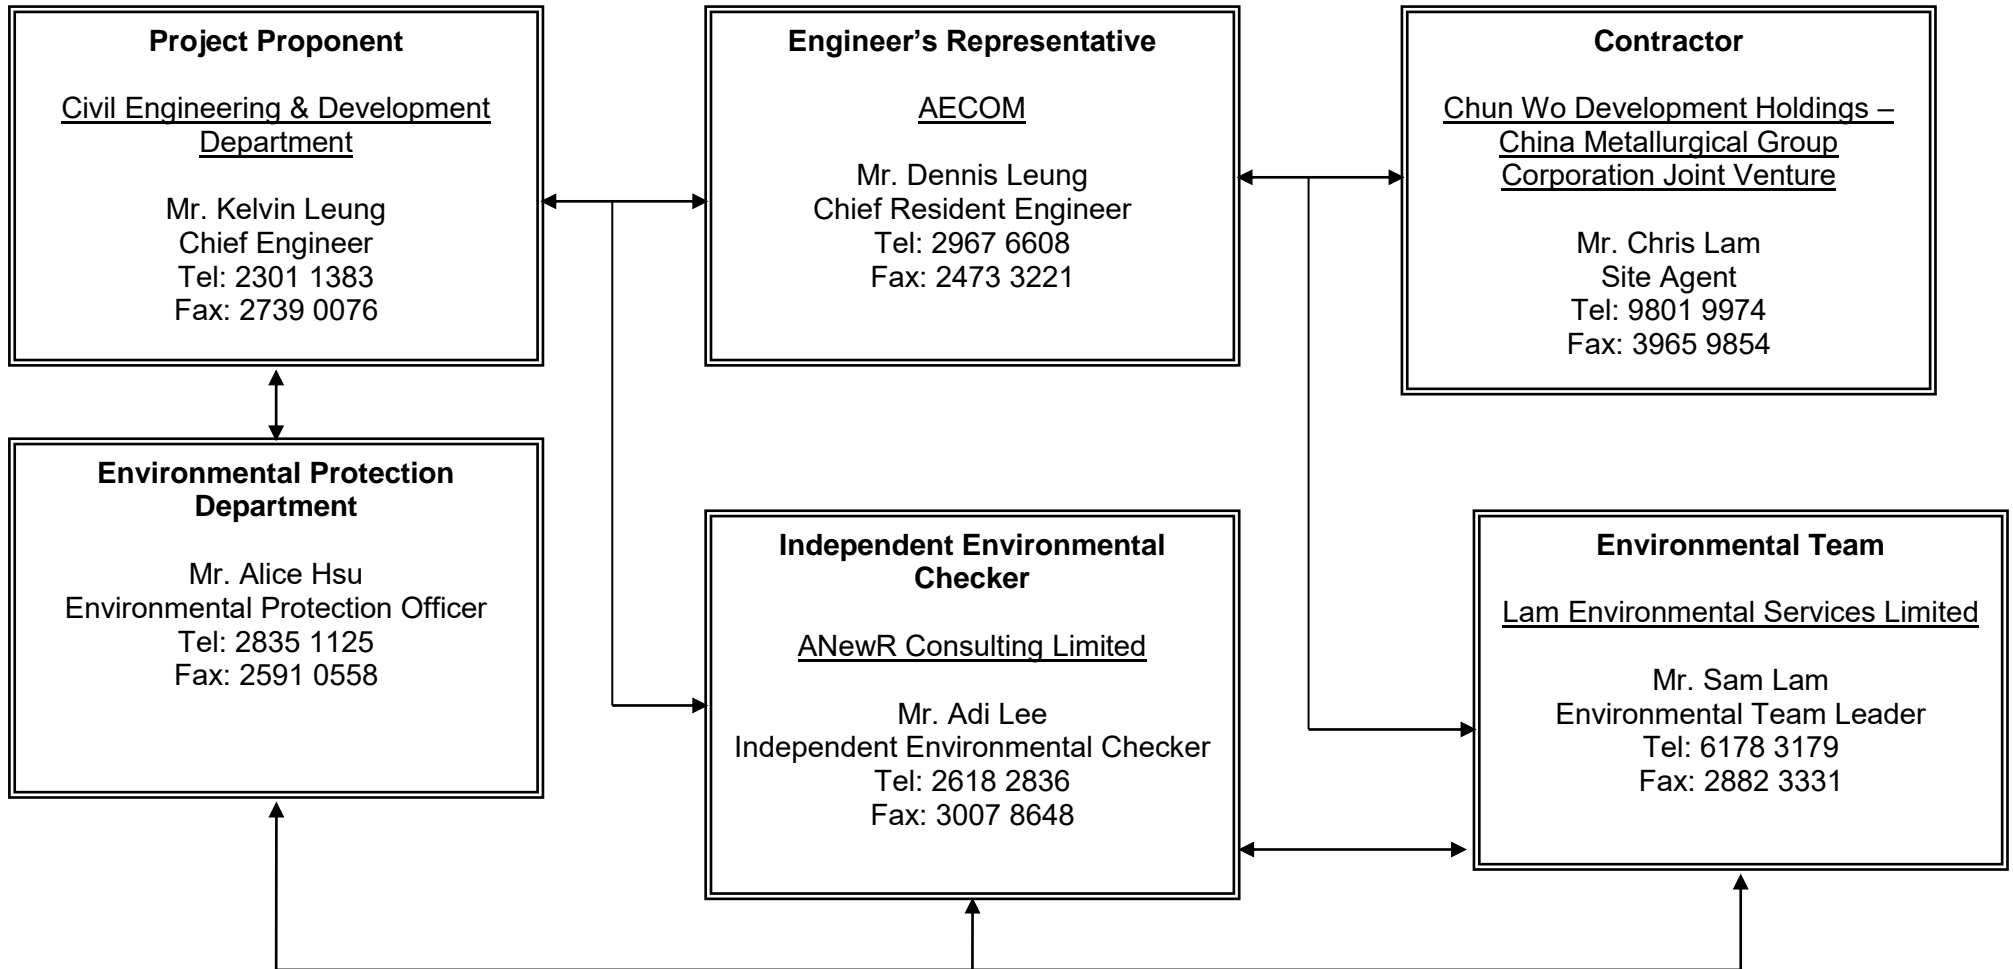 Project Proponent
Civil Engineering & Development
Department
Mr. Kelvin Leung
Chief Engineer
Tel: 2301 1383
Fax: 2739 0076
Engineer’s Representative
AECOM
Mr. Dennis Leung
Chief Resident Engineer
Tel: 2967 6608
Fax: 2473 3221
Contractor
Chun Wo Development Holdings –
China Metallurgical Group
Corporation Joint Venture
Mr. Chris Lam
Site Agent
Tel: 9801 9974
Fax: 3965 9854
Environmental Protection
Department
Mr. Alice Hsu
Environmental Protection Officer
Tel: 2835 1125
Fax: 2591 0558
Independent Environmental
Checker
ANewR Consulting Limited
Mr. Adi Lee
Independent Environmental Checker
Tel: 2618 2836
Fax: 3007 8648
Environmental Team
Lam Environmental Services Limited
Mr. Sam Lam
Environmental Team Leader
Tel: 6178 3179
Fax: 2882 3331